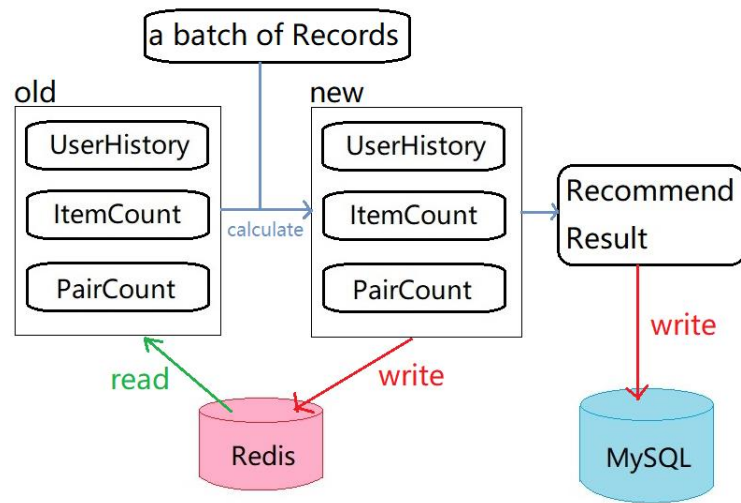 a batch of Records
old
new
UserHistory
ItemCount
PairCount
calculate
UserHistory
ItemCount
PairCount
Recommend
Result
read
write
write
Redis
MySQL